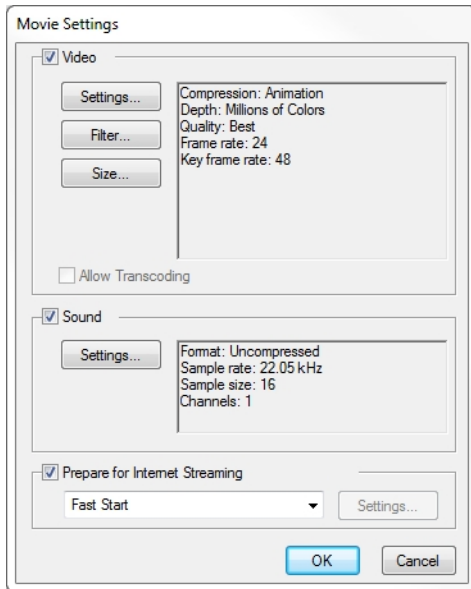 Movie Settings
Video
Settings...
Filter...
Size...
Compression: Animation
Depth: Millions of Colors
Quality: Best
Frame rate: 24
Key frame rate: 48
Allow Transcoding
Sound
Settings...
Format: Uncompressed
Sample rate: 22.05 kHz
Sample size: 16
Channels: 1
Prepare for Internet Streaming
Fast Start
Settings...
OK
Cancel